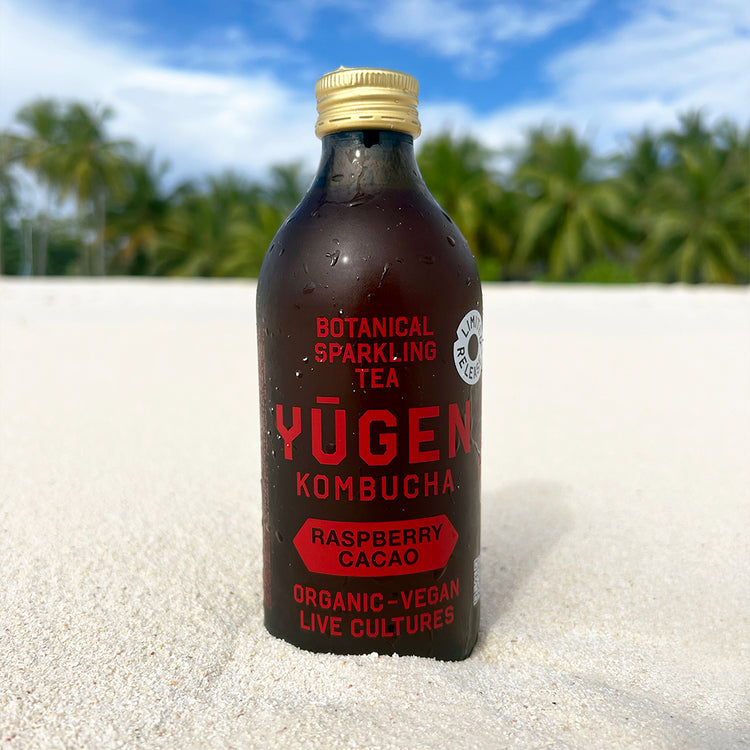 BOTANICAL
SPARKLING
TEA
YŪGEN
KOMBUCHA
RASPBERRY
CACAO
ORGANIC–VEGAN
LIVE CULTURES